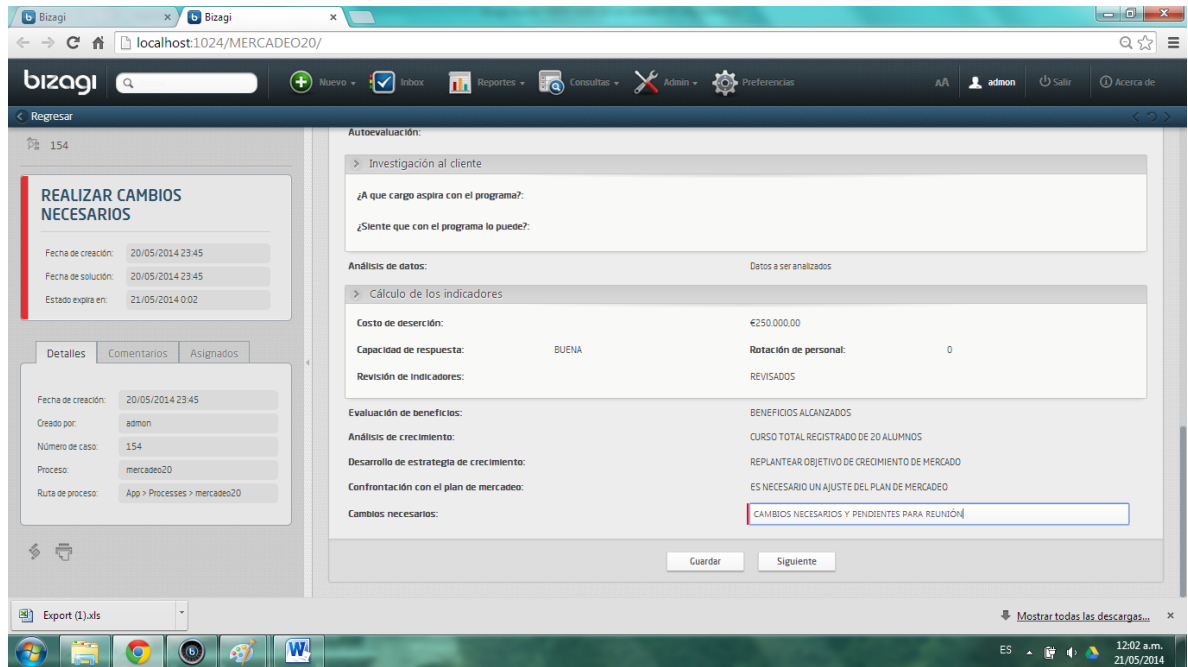 Bizagi
Bizagi
localhost:1024/MERCADEO20/
bizagi
Nuevo
Inbox
Reportes
Consultas
Admin
Preferencias
AA
admon
Salir
Acerca de
Regresar
154
REALIZAR CAMBIOS
NECESARIOS
Fecha de creación: 20/05/2014 23:45
Fecha de solución: 20/05/2014 23:45
Estado expira en: 21/05/2014 0:02
Detalles Comentarios Asignados
Fecha de creación: 20/05/2014 23:45
Creado por: admon
Número de caso: 154
Proceso: mercadeo20
Ruta de proceso: App > Processes > mercadeo20
Autoevaluación:
> Investigación al cliente
¿A que cargo aspira con el programa?:
¿Siente que con el programa lo puede?:
Análisis de datos: Datos a ser analizados
> Cálculo de los indicadores
Costo de deserción: €250.000,00
Capacidad de respuesta: BUENA Rotación de personal: 0
Revisión de indicadores: REVISADOS
Evaluación de beneficios: BENEFICIOS ALCANZADOS
Análisis de crecimiento: CURSO TOTAL REGISTRADO DE 20 ALUMNOS
Desarrollo de estrategia de crecimiento: REPLANTEAR OBJETIVO DE CRECIMIENTO DE MERCADO
Confrontación con el plan de mercadeo: ES NECESARIO UN AJUSTE DEL PLAN DE MERCADEO
Cambios necesarios: CAMBIOS NECESARIOS Y PENDIENTES PARA REUNIÓN
Guardar Siguiente
Export (1).xls
Mostrar todas las descargas...
ES
12:02 a.m.
21/05/2014